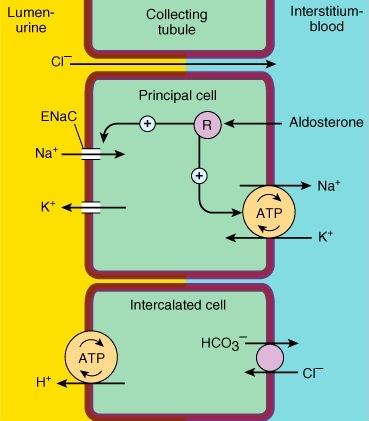 Lumen-
urine
Collecting
tubule
Interstitium-
blood
Cl⁻
Principal cell
ENaC
+
R
Aldosterone
Na⁺
+
Na⁺
K⁺
ATP
K⁺
Intercalated cell
HCO₃⁻
ATP
Cl⁻
H⁺